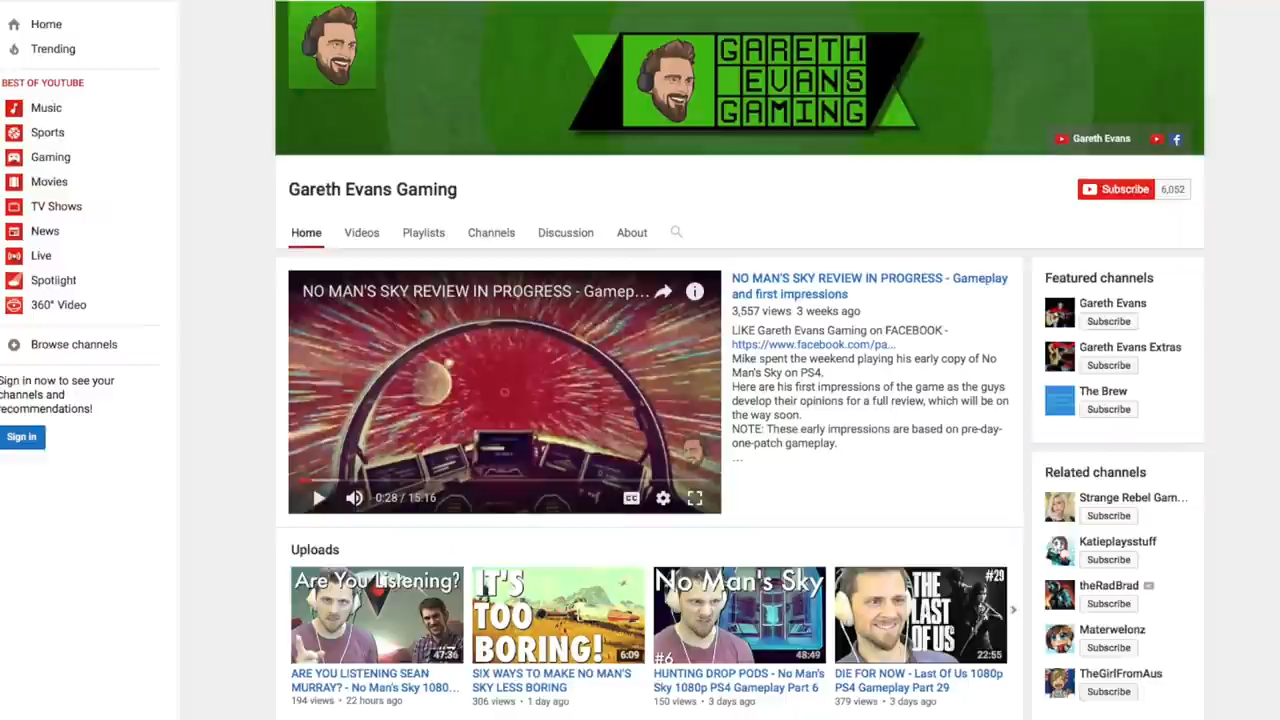 Home
Trending
BEST OF YOUTUBE
Music
Sports
Gaming
Movies
TV Shows
News
Live
Spotlight
360° Video
Browse channels
Sign in now to see your
channels and
recommendations!
Sign in
GARETH
EVANS
GAMING
Gareth Evans
Gareth Evans Gaming
Subscribe 6,052
Home Videos Playlists Channels Discussion About
NO MAN'S SKY REVIEW IN PROGRESS - Gamep...
0:28 / 15:16
CC
NO MAN'S SKY REVIEW IN PROGRESS - Gameplay
and first impressions
3,557 views 3 weeks ago
LIKE Gareth Evans Gaming on FACEBOOK -
https://www.facebook.com/pa...
Mike spent the weekend playing his early copy of No
Man's Sky on PS4.
Here are his first impressions of the game as the guys
develop their opinions for a full review, which will be on
the way soon.
NOTE: These early impressions are based on pre-day-
one-patch gameplay.
...
Uploads
Are You Listening?
47:36
ARE YOU LISTENING SEAN
MURRAY? - No Man's Sky 1080...
194 views • 22 hours ago
IT'S
TOO
BORING!
6:09
SIX WAYS TO MAKE NO MAN'S
SKY LESS BORING
306 views • 1 day ago
No Man's Sky
#6
48:49
HUNTING DROP PODS - No Man's
Sky 1080p PS4 Gameplay Part 6
150 views • 3 days ago
#29
THE
LAST
OF US
22:55
DIE FOR NOW - Last Of Us 1080p
PS4 Gameplay Part 29
379 views • 3 days ago
Featured channels
Gareth Evans
Subscribe
Gareth Evans Extras
Subscribe
The Brew
Subscribe
Related channels
Strange Rebel Gam...
Subscribe
Katieplaysstuff
Subscribe
theRadBrad
Subscribe
Materwelonz
Subscribe
TheGirlFromAus
Subscribe